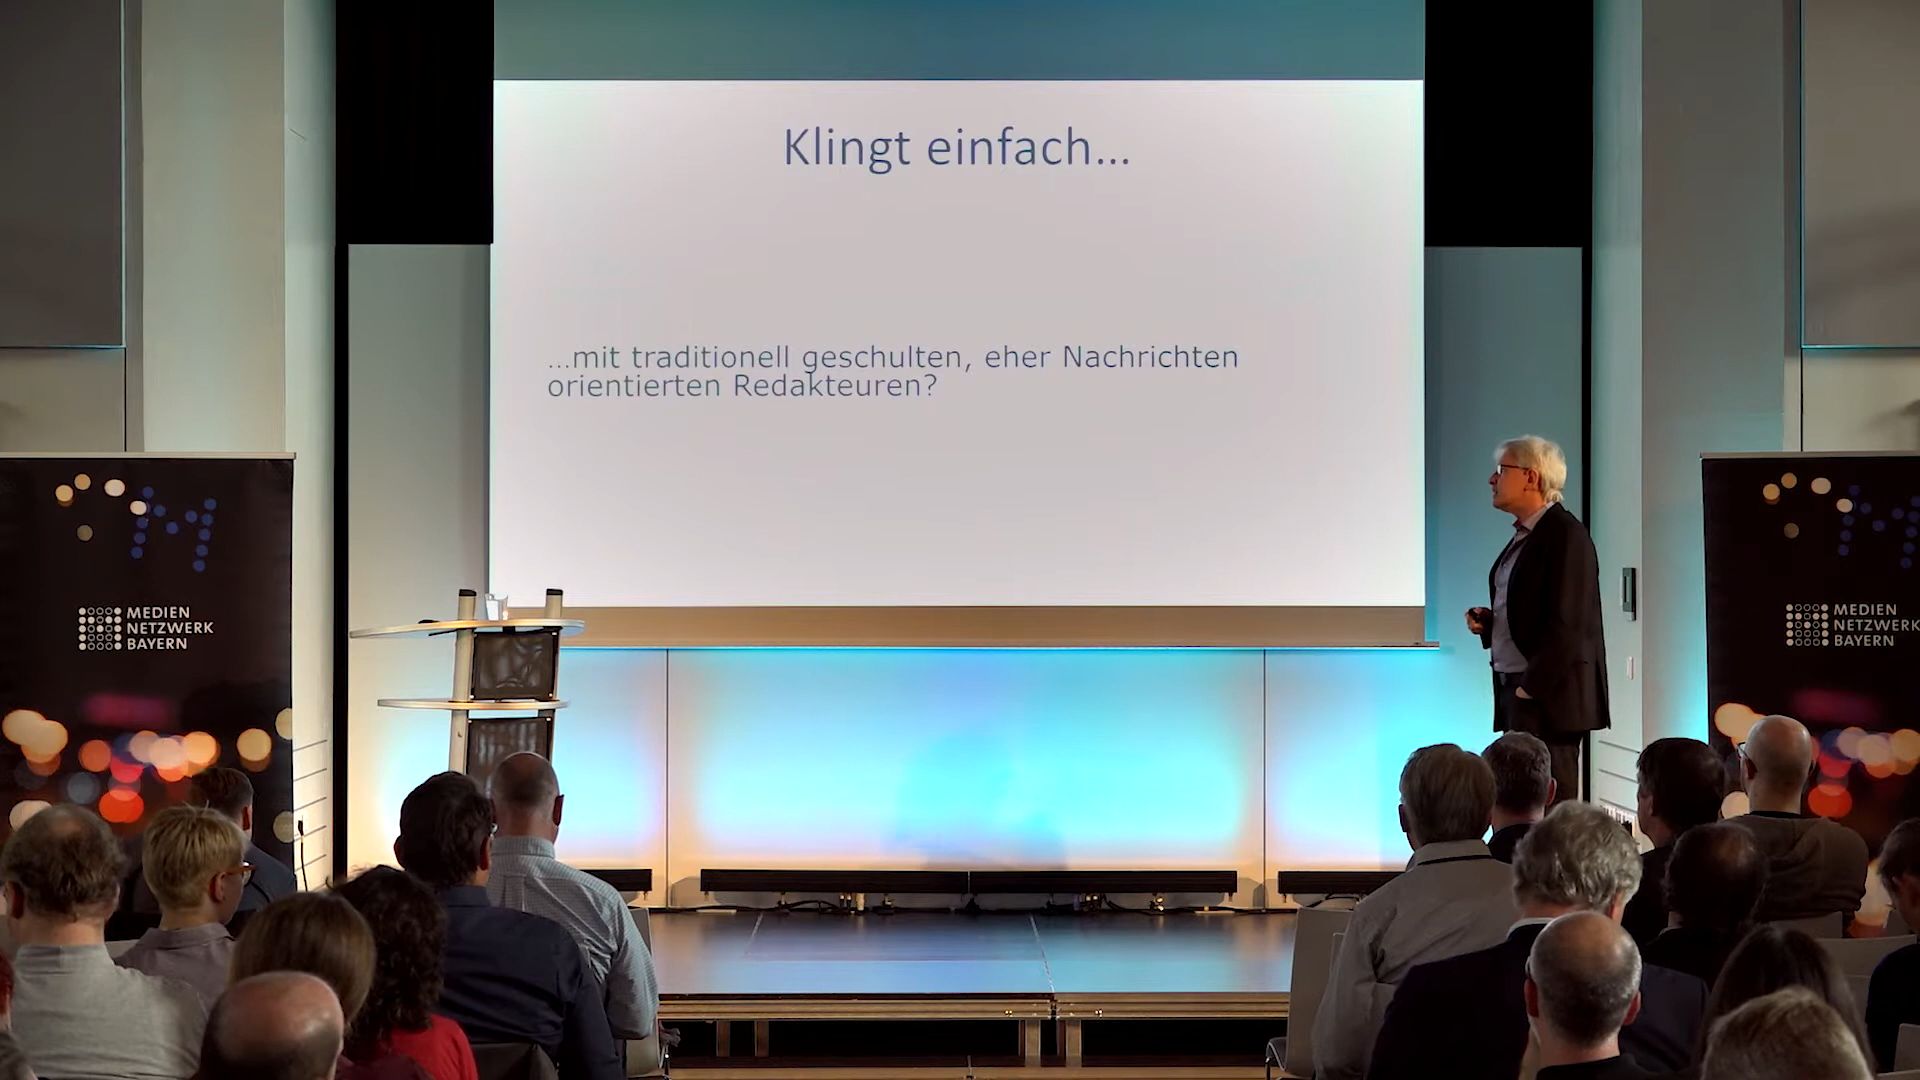 Klingt einfach...
...mit traditionell geschulten, eher Nachrichten
orientierten Redakteuren?
MEDIEN
NETZWERK
BAYERN
MEDIEN
NETZWERK
BAYERN